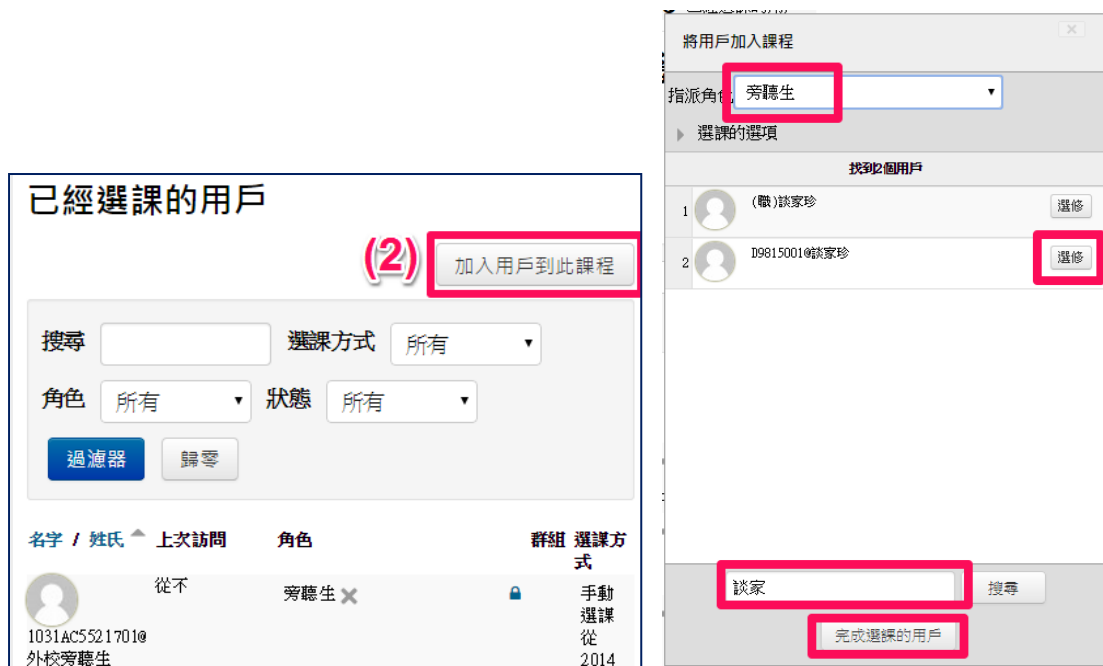 已經選課的用戶
(2)
加入用戶到此課程
搜尋
選課方式 所有
角色 所有 狀態 所有
過濾器 歸零
名字 / 姓氏 上次訪問 角色 群組 選課方
式
從不 旁聽生 手動
選課
從
1031AC5521701@
外校旁聽生 2014
將用戶加入課程
指派角色 旁聽生
選課的選項
找到2個用戶
1 (職)談家珍 選修
2 D9815001@談家珍 選修
談家 搜尋
完成選課的用戶